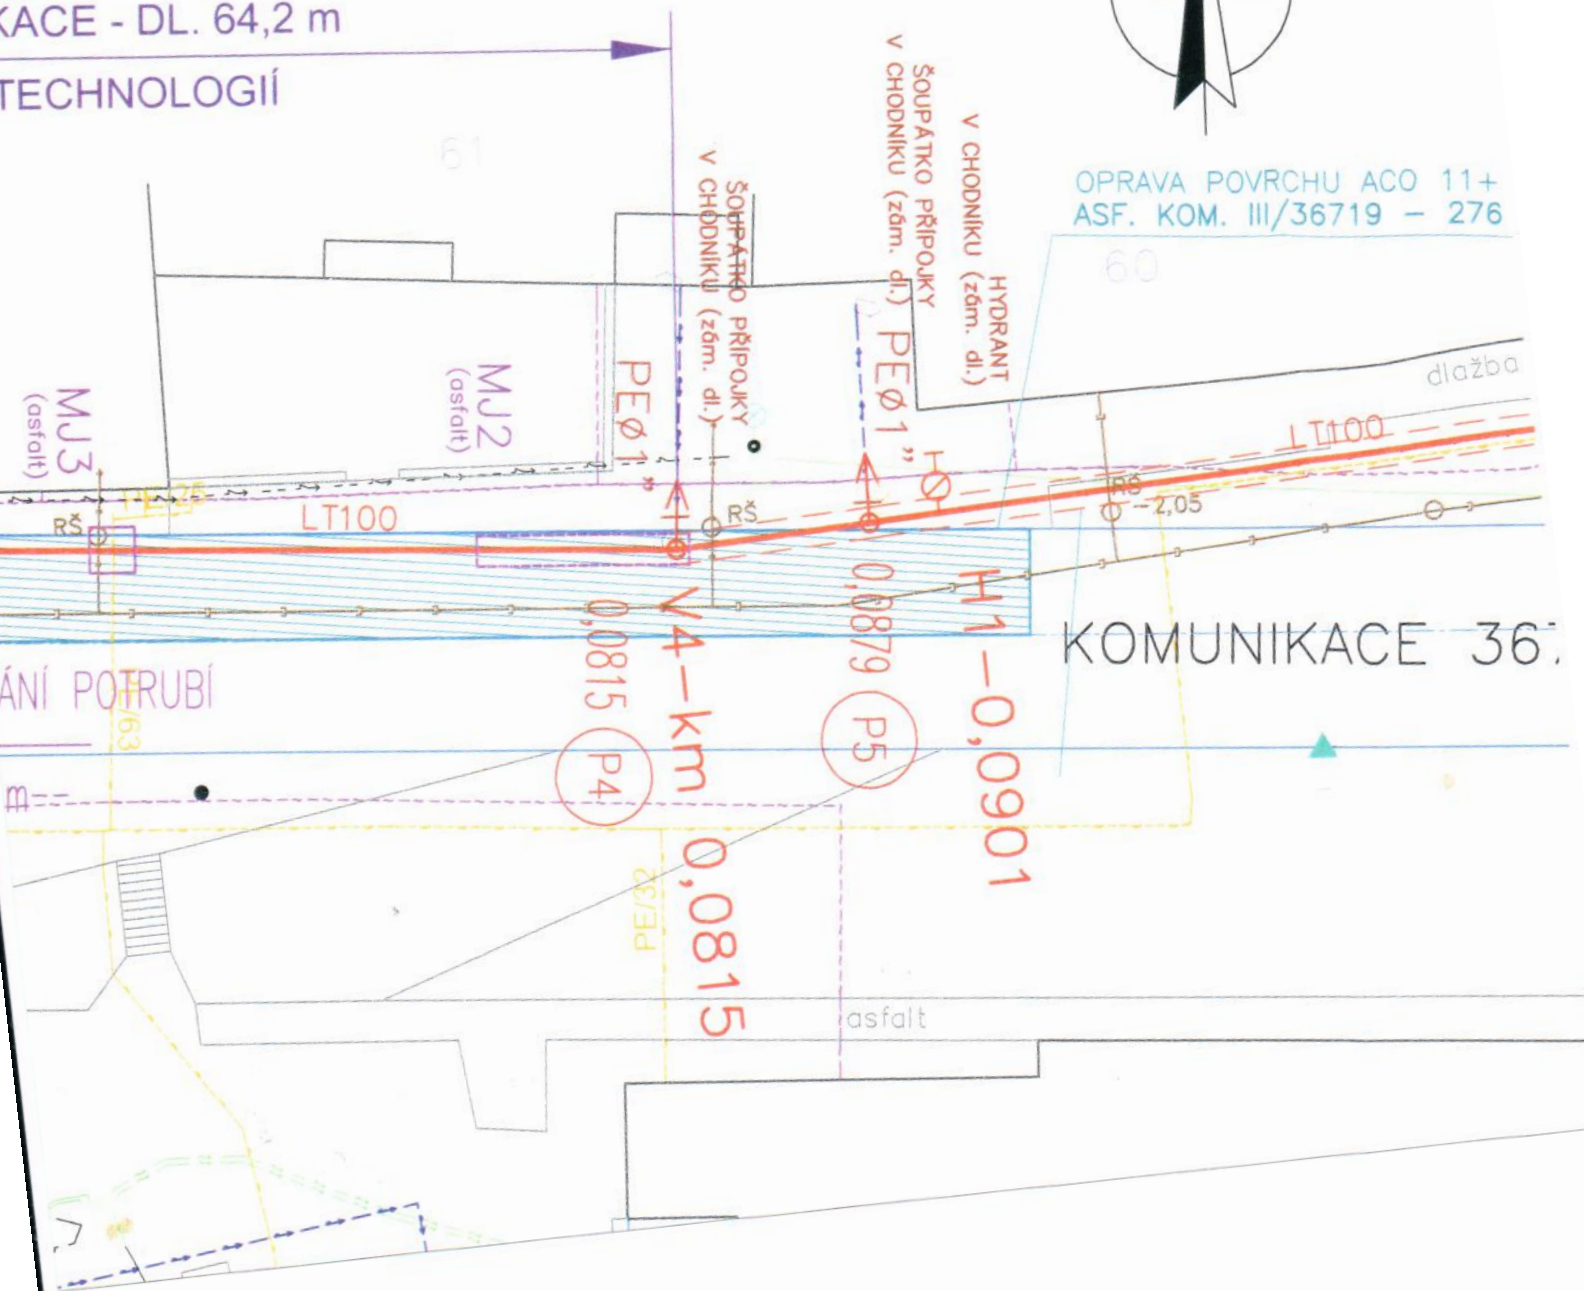 KACE - DL. 64,2 m
TECHNOLOGIÍ
61
V CHODNÍKU (zám. dl.)
ŠOUPÁTKO PŘÍPOJKY
V CHODNÍKU (zám. dl.)
HYDRANT
V CHODNÍKU (zám. dl.)
ŠOUPÁTKO PŘÍPOJKY
OPRAVA POVRCHU ACO 11+
ASF. KOM. III/36719 - 276
60
dlažba
MJ3
(asfalt)
MJ2
(asfalt)
PEØ1"
PEØ1"
LT100
LT100
RŠ
RŠ
RŠ
-2,05
0,0815
P4
V4-km 0,0815
0,0879
P5
H1-0,0901
KOMUNIKACE 367
ÁNÍ POTRUBÍ
PE/63
m
PE/32
asfalt